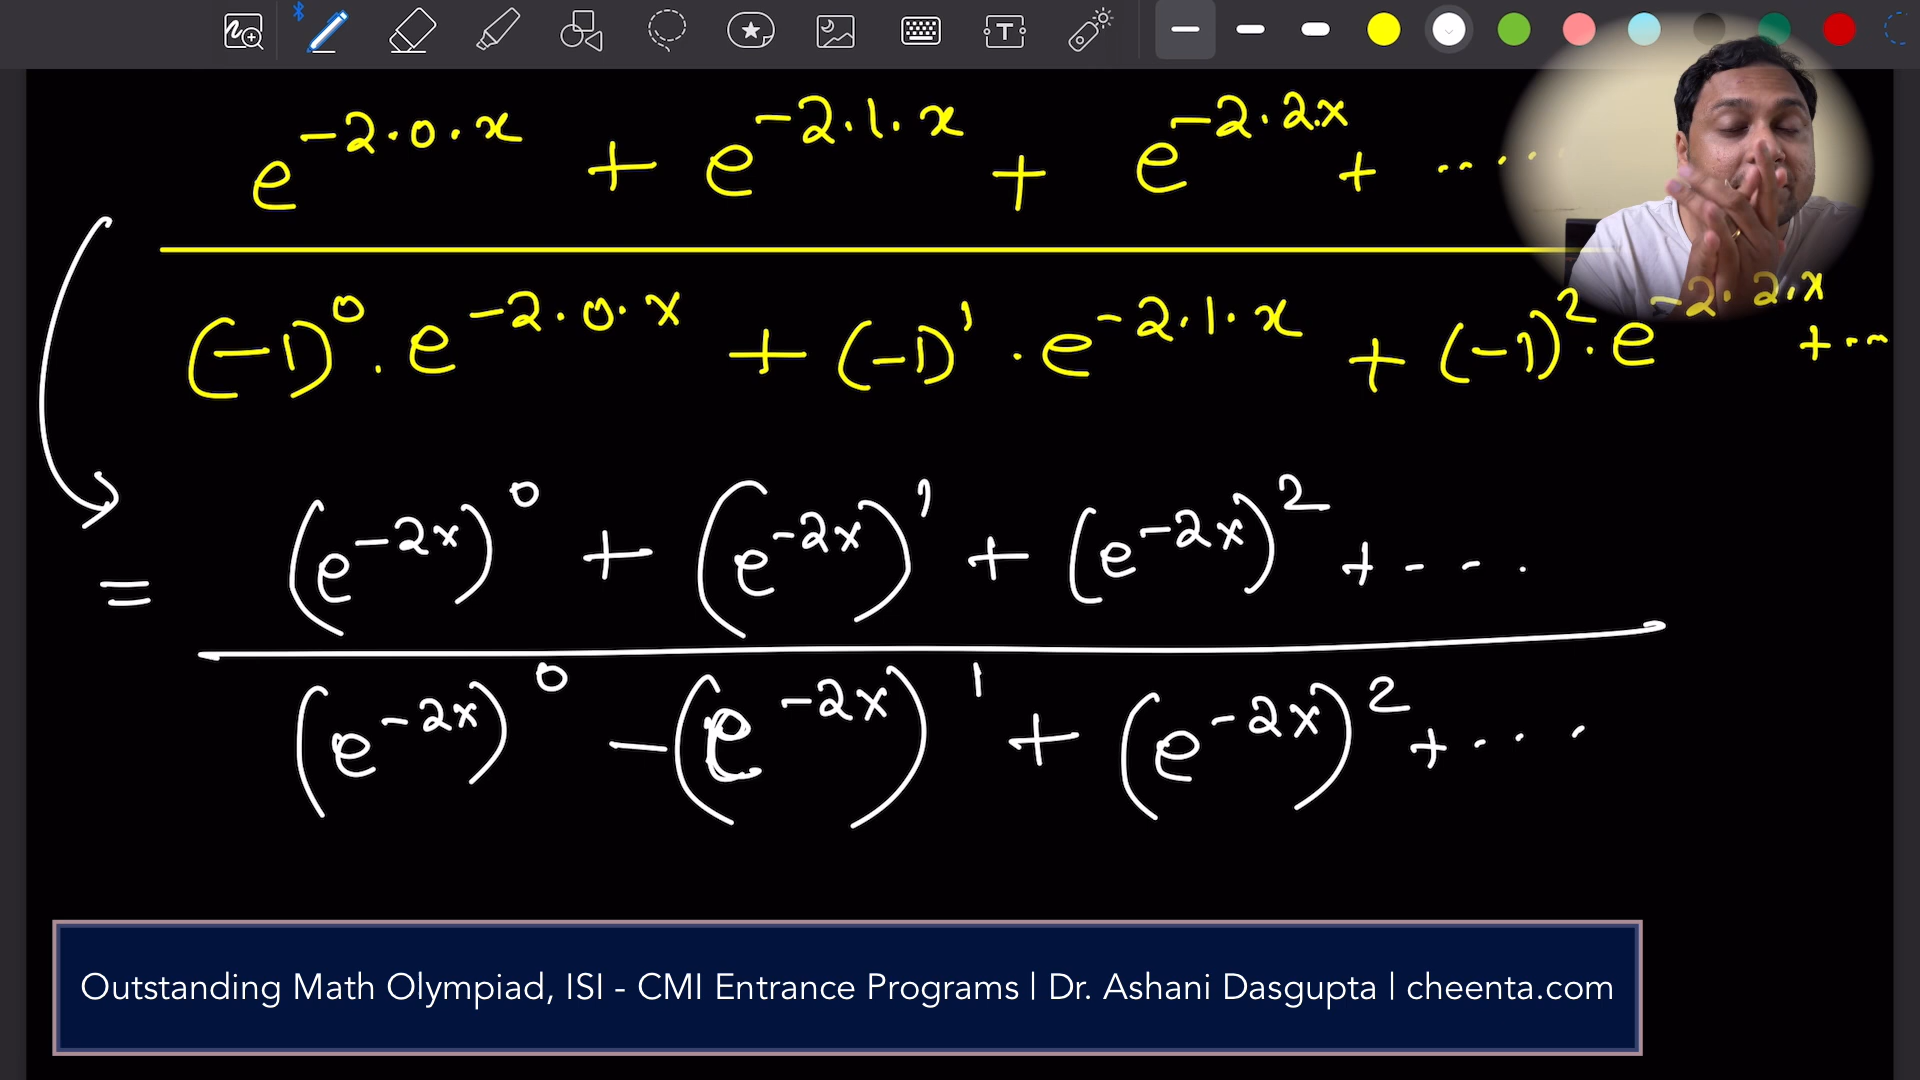 e^{-2·0·x} + e^{-2·1·x} + e^{-2·2·x} + .....
(-1)^0 · e^{-2·0·x} + (-1)^1 · e^{-2·1·x} + (-1)^2 · e^{-2·2·x} + ...
= (e^{-2x})^0 + (e^{-2x})^1 + (e^{-2x})^2 + ....
(e^{-2x})^0 - (e^{-2x})^1 + (e^{-2x})^2 + ....
Outstanding Math Olympiad, ISI - CMI Entrance Programs | Dr. Ashani Dasgupta | cheenta.com